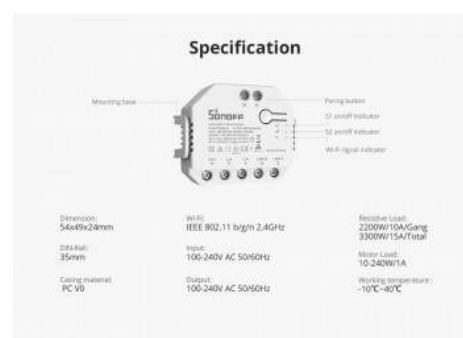 Specification
Mounting base
Pairing button
S1 on/off indicator
S2 on/off indicator
Wi-Fi signal indicator
SONOFF
Dimension:
54x49x24mm
DIN-Rail:
35mm
Casing material:
PC V0
Wi-Fi:
IEEE 802.11 b/g/n 2.4GHz
Input:
100-240V AC 50/60Hz
Output:
100-240V AC 50/60Hz
Resistive Load:
2200W/10A/Gang
3300W/15A/Total
Motor Load:
10-240W/1A
Working temperature :
-10℃~40℃